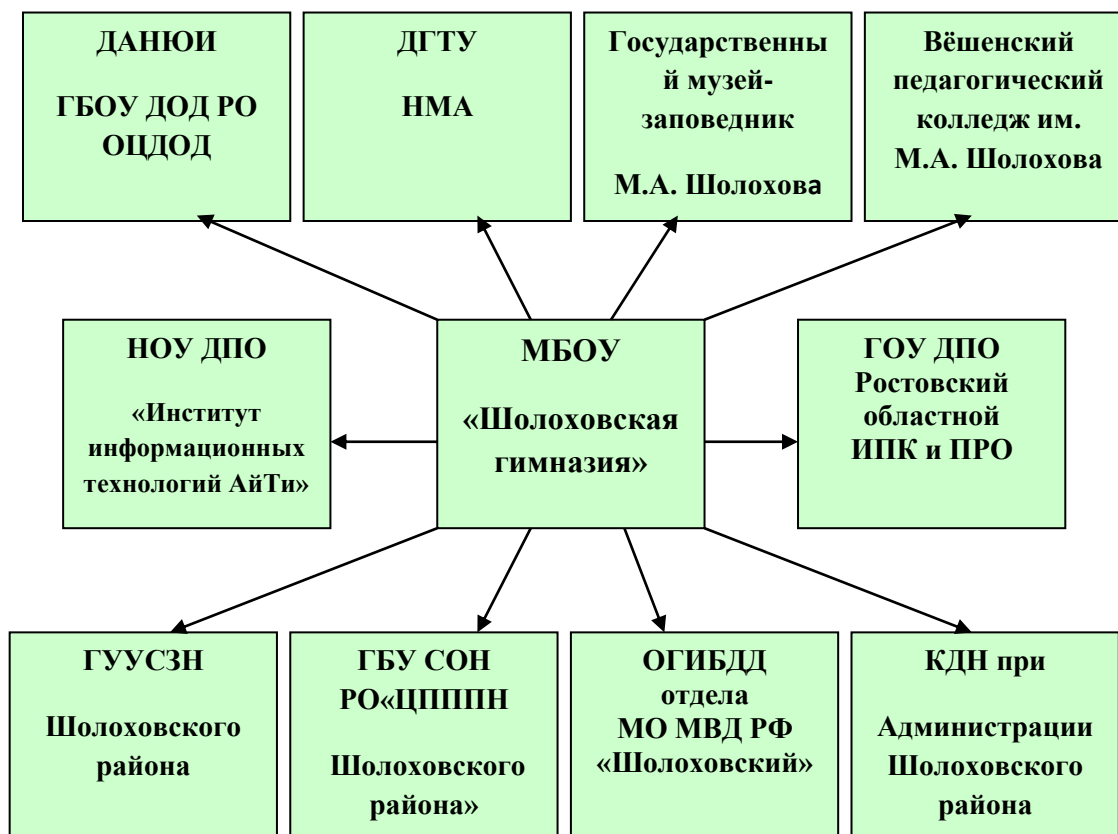 ДАНЮИ
ГБОУ ДОД РО
ОЦДОД
ДГТУ
НМА
Государственны
й музей-
заповедник
М.А. Шолохова
Вёшенский
педагогический
колледж им.
М.А. Шолохова
НОУ ДПО
«Институт
информационных
технологий АйТи»
МБОУ
«Шолоховская
гимназия»
ГОУ ДПО
Ростовский
областной
ИПК и ПРО
ГУУСЗН
Шолоховского
района
ГБУ СОН
РО«ЦПППН
Шолоховского
района»
ОГИБДД
отдела
МО МВД РФ
«Шолоховский»
КДН при
Администрации
Шолоховского
района